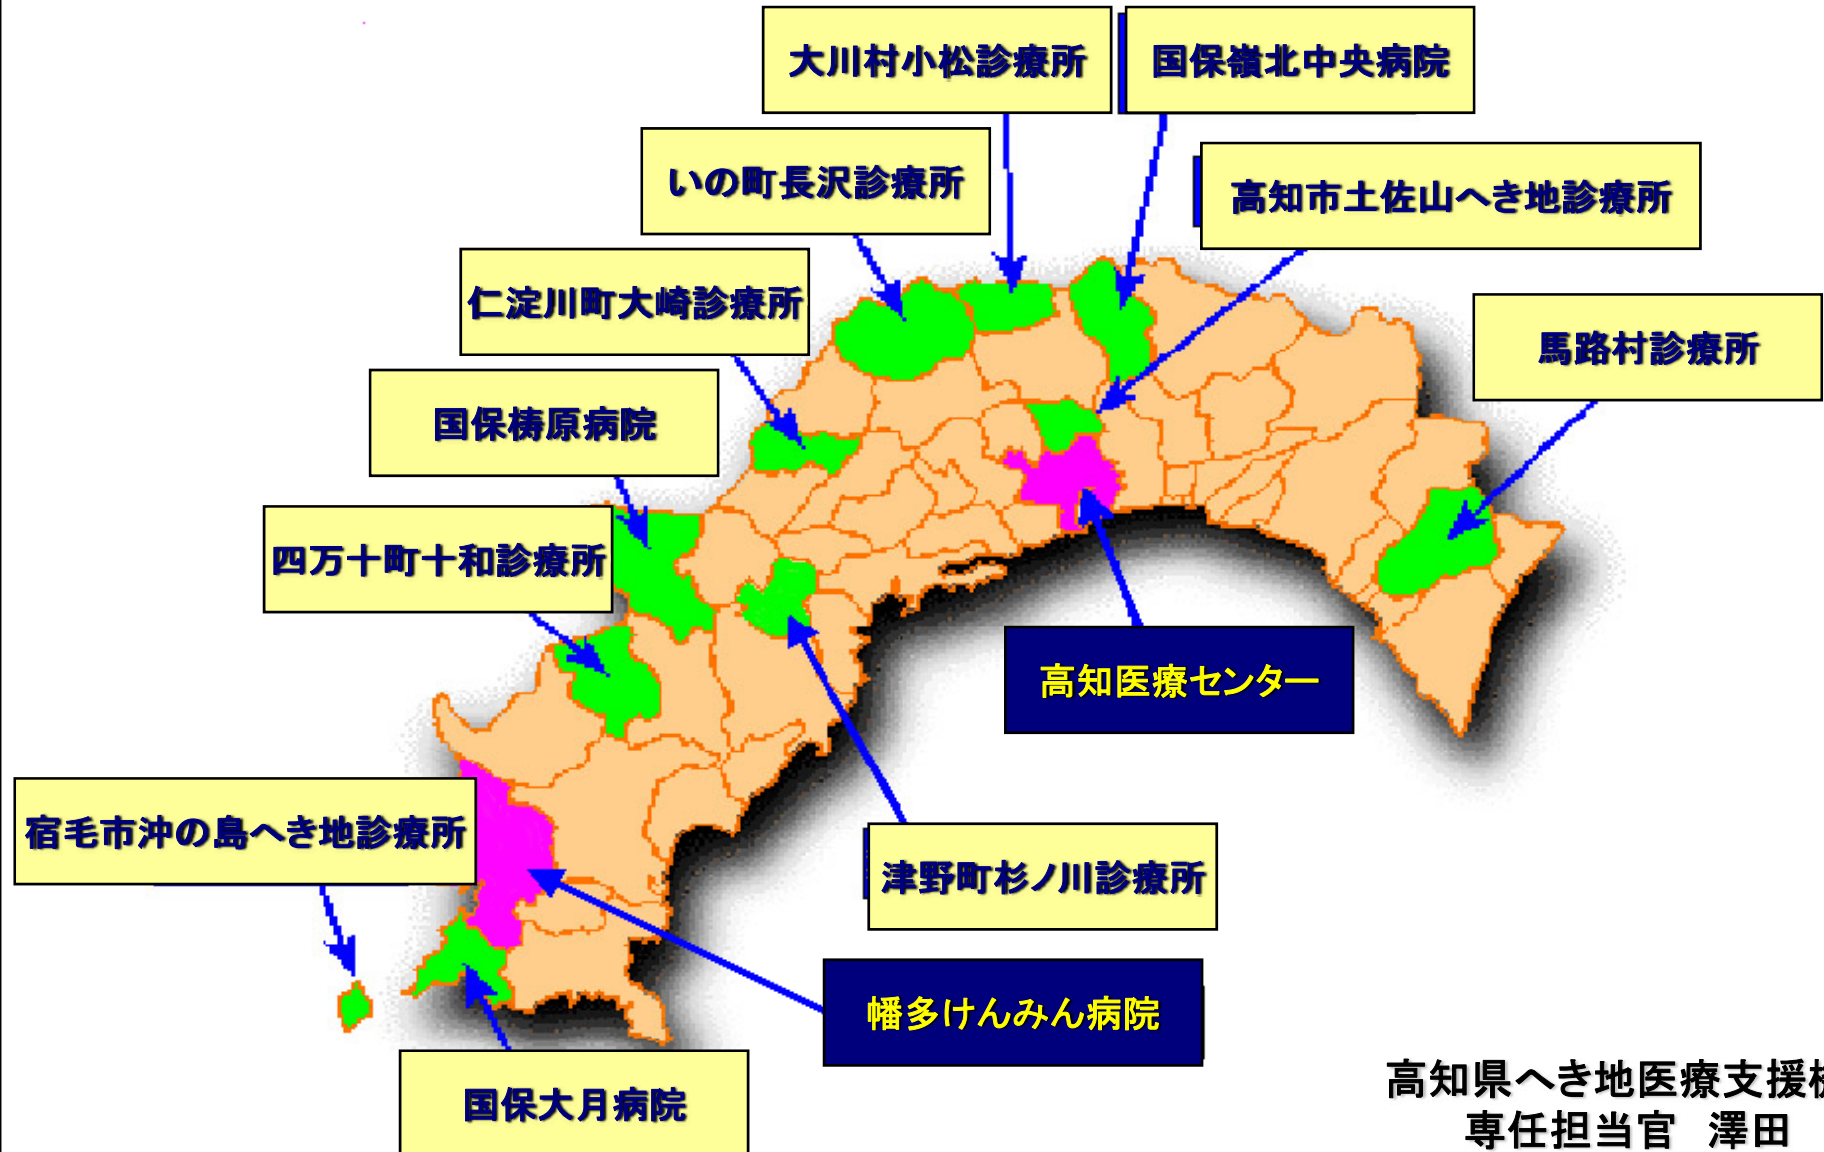 大川村小松診療所
国保嶺北中央病院
いの町長沢診療所
高知市土佐山へき地診療所
仁淀川町大崎診療所
馬路村診療所
国保梼原病院
四万十町十和診療所
高知医療センター
宿毛市沖の島へき地診療所
津野町杉ノ川診療所
幡多けんみん病院
国保大月病院
高知県へき地医療支援機
専任担当官 澤田